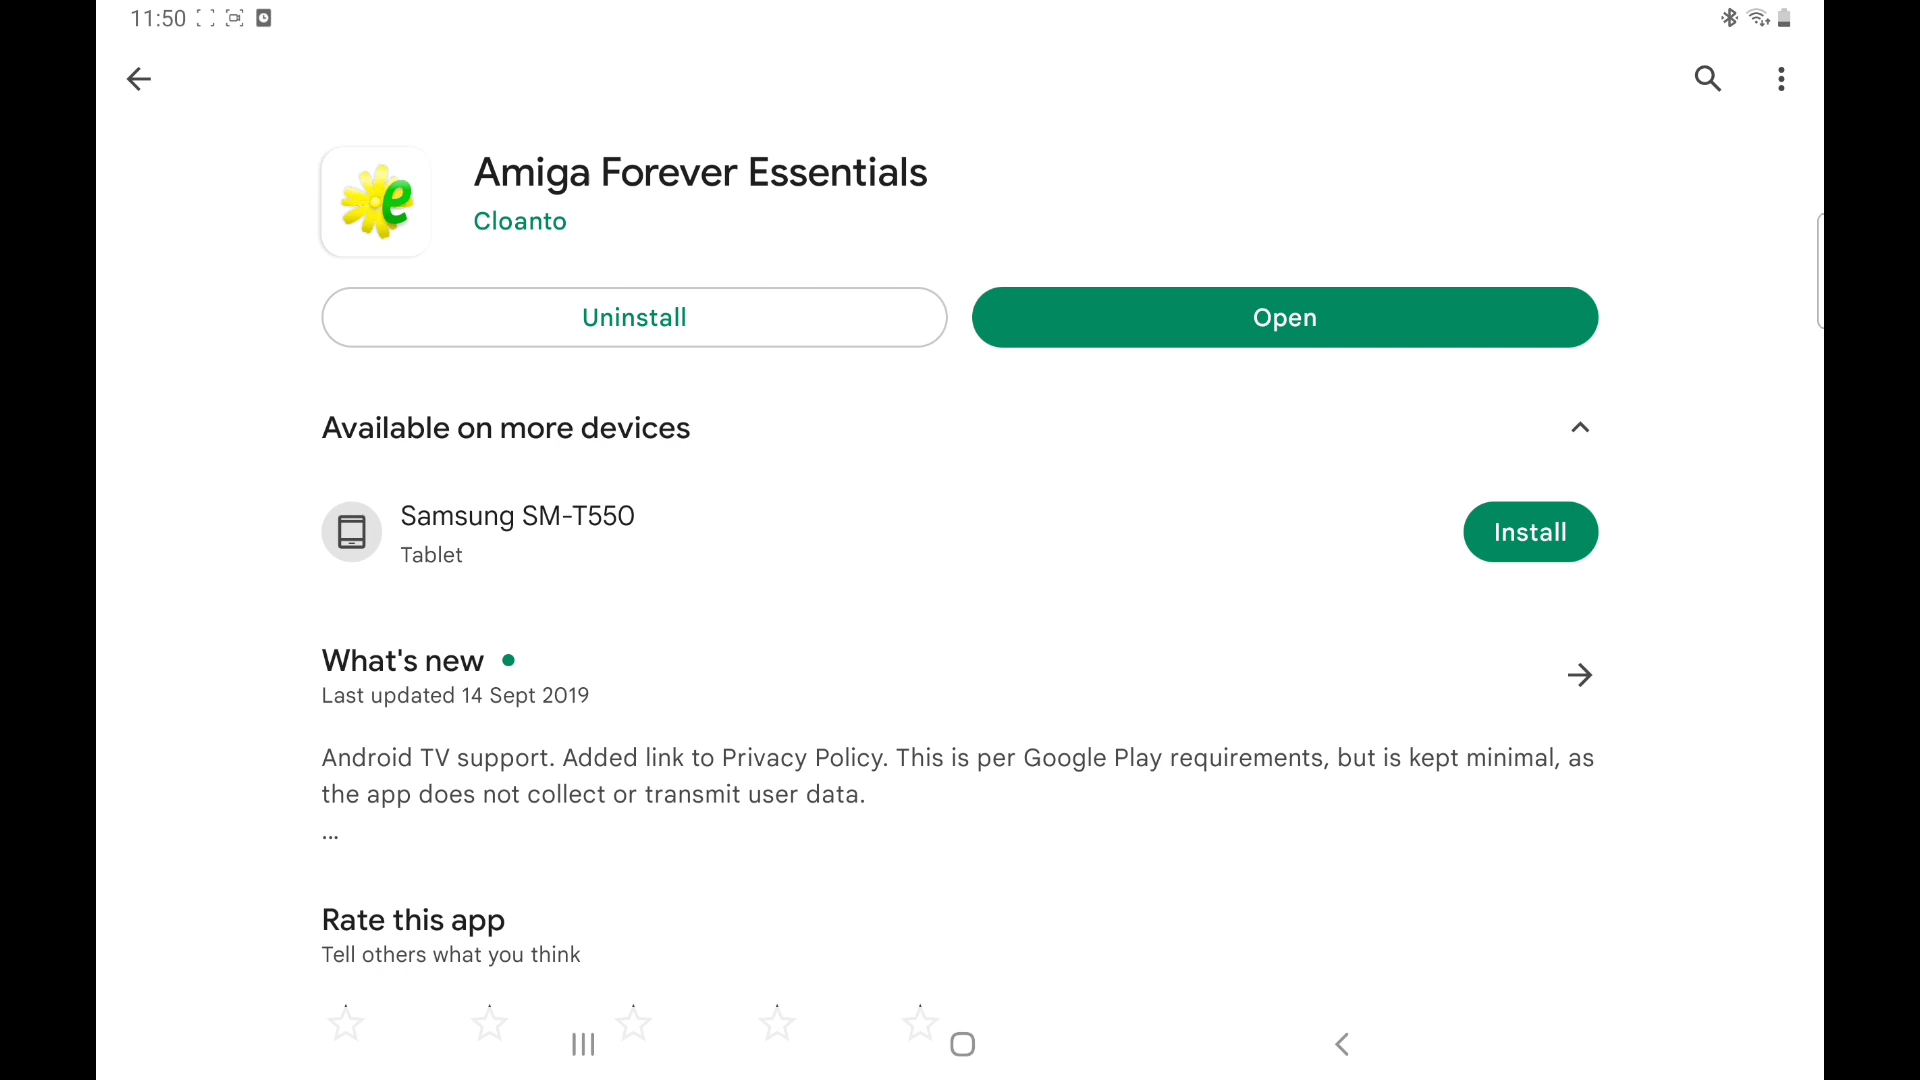 11:50
Amiga Forever Essentials
Cloanto
Uninstall
Open
Available on more devices
Samsung SM-T550
Tablet
Install
What's new
Last updated 14 Sept 2019
Android TV support. Added link to Privacy Policy. This is per Google Play requirements, but is kept minimal, as
the app does not collect or transmit user data.
...
Rate this app
Tell others what you think